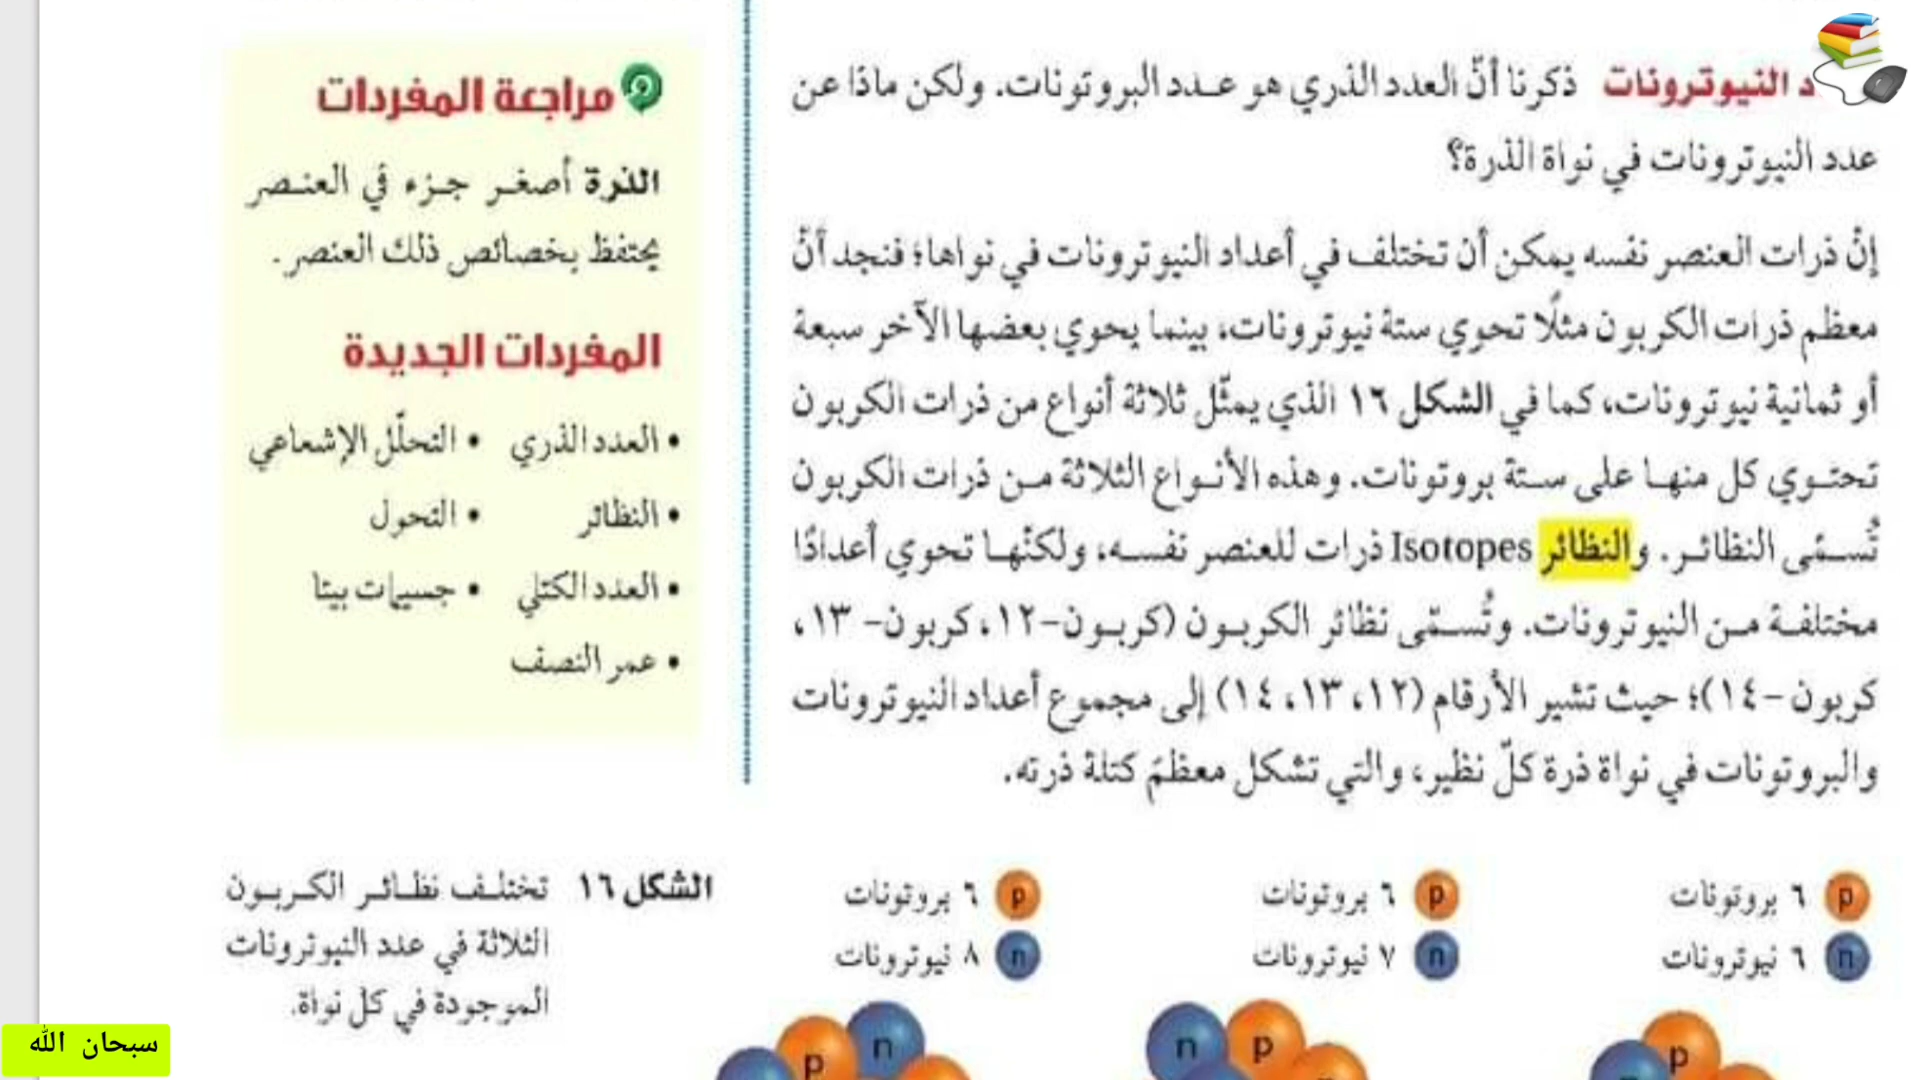 د النيوترونات ذكرنا أنّ العدد الذري هو عدد البروتونات. ولكن ماذا عن
عدد النيوترونات في نواة الذرة؟
إنّ ذرات العنصر نفسه يمكن أن تختلف في أعداد النيوترونات في نواها؛ فنجد أنّ
معظم ذرات الكربون مثلًا تحوي ستة نيوترونات، بينما يحوي بعضها الآخر سبعة
أو ثمانية نيوترونات، كما في الشكل ١٦ الذي يمثّل ثلاثة أنواع من ذرات الكربون
تحتوي كل منها على ستة بروتونات. وهذه الأنواع الثلاثة من ذرات الكربون
تُسمّى النظائر. والنظائر Isotopes ذرات للعنصر نفسه، ولكنّها تحوي أعدادًا
مختلفة من النيوترونات. وتُسمّى نظائر الكربون (كربون-١٢، كربون- ١٣،
كربون -١٤)؛ حيث تشير الأرقام (١٢، ١٣، ١٤) إلى مجموع أعداد النيوترونات
والبروتونات في نواة ذرة كلّ نظير، والتي تشكل معظمَ كتلة ذرته.
مراجعة المفردات
الذرة أصغر جزء في العنصر
يحتفظ بخصائص ذلك العنصر.
المفردات الجديدة
• العدد الذري • التحلّل الإشعاعي
• النظائر • التحول
• العدد الكتلي • جسيمات بيتا
• عمر النصف
p ٦ بروتونات
n ٦ نيوترونات
p ٦ بروتونات
n ٧ نيوترونات
p ٦ بروتونات
n ٨ نيوترونات
الشكل ١٦ تختلف نظائر الكربون
الثلاثة في عدد النيوترونات
الموجودة في كل نواة.
p
n p
p n
سبحان الله